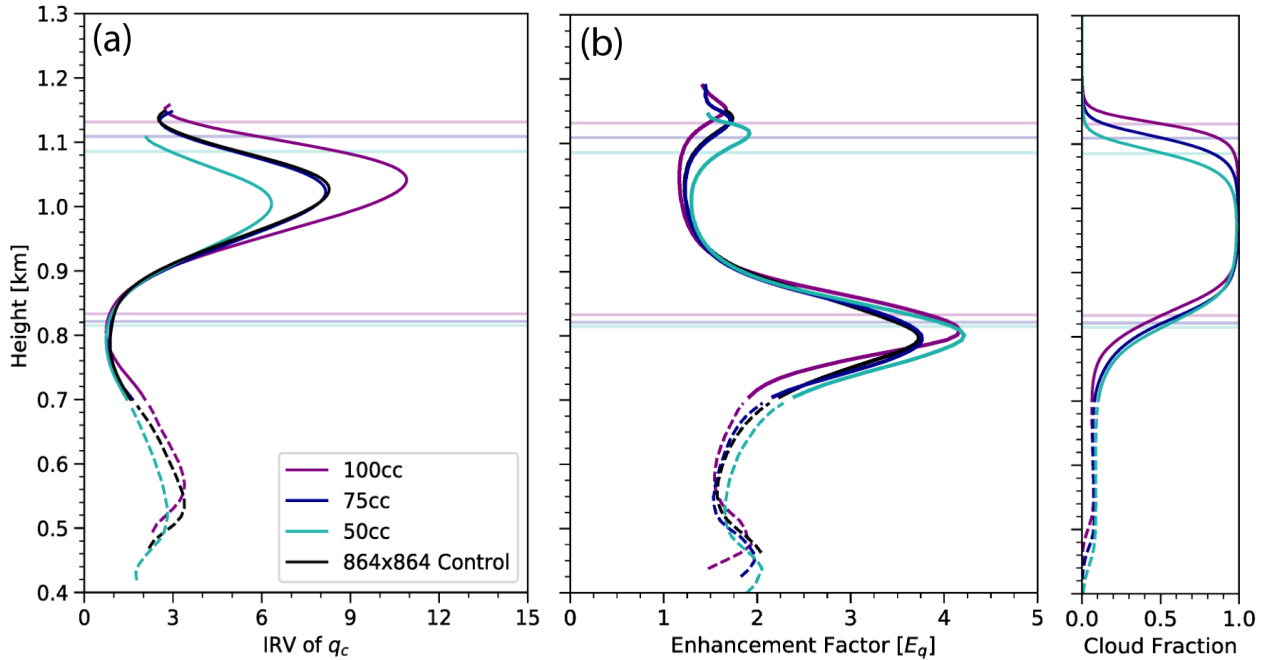 (a)
(b)
1.3
1.2
1.1
1.0
0.9
0.8
0.7
0.6
0.5
0.4
Height [km]
100cc
75cc
50cc
864x864 Control
0 3 6 9 12 15
0 1 2 3 4 5
0.0 0.5 1.0
IRV of q_c
Enhancement Factor [E_q]
Cloud Fraction